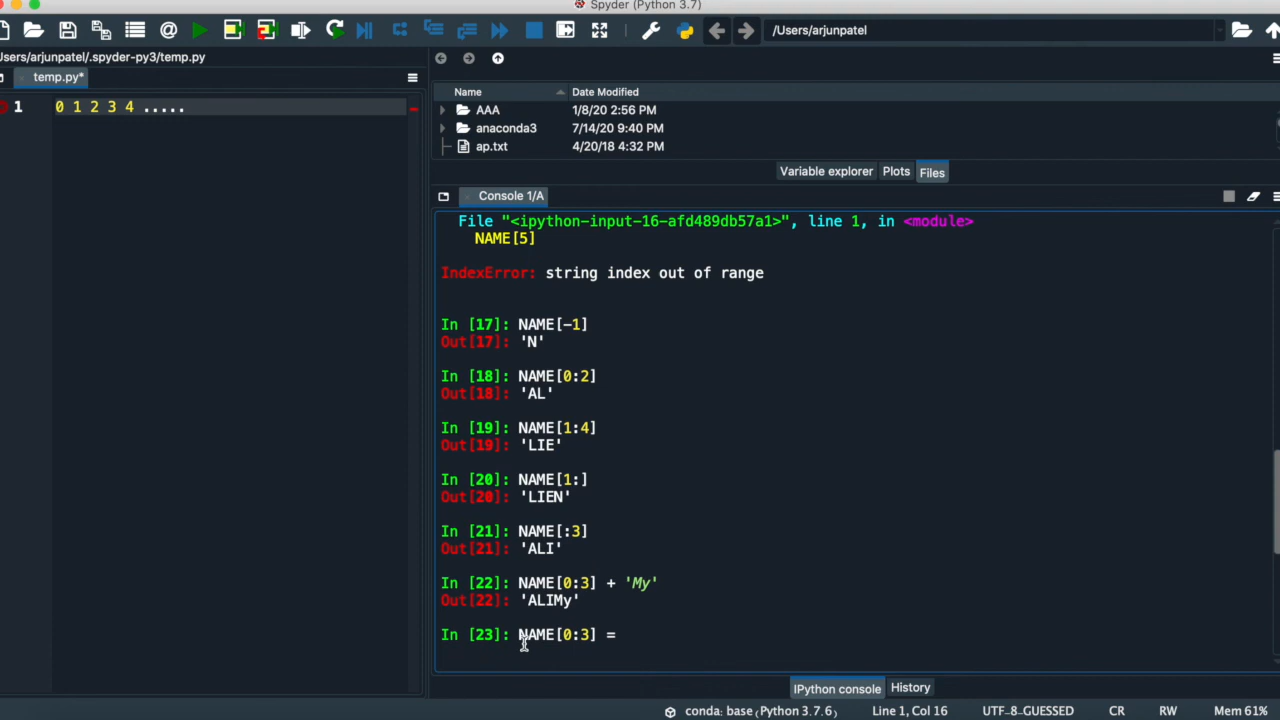 Spyder (Python 3.7)
/Users/arjunpatel
sers/arjunpatel/.spyder-py3/temp.py
temp.py*
1 0 1 2 3 4 .....
Name Date Modified
AAA 1/8/20 2:56 PM
anaconda3 7/14/20 9:40 PM
ap.txt 4/20/18 4:32 PM
Variable explorer Plots Files
Console 1/A
File "<ipython-input-16-afd489db57a1>", line 1, in <module>
NAME[5]
IndexError: string index out of range
In [17]: NAME[-1]
Out[17]: 'N'
In [18]: NAME[0:2]
Out[18]: 'AL'
In [19]: NAME[1:4]
Out[19]: 'LIE'
In [20]: NAME[1:]
Out[20]: 'LIEN'
In [21]: NAME[:3]
Out[21]: 'ALI'
In [22]: NAME[0:3] + 'My'
Out[22]: 'ALIMy'
In [23]: NAME[0:3] =
IPython console History
conda: base (Python 3.7.6) Line 1, Col 16 UTF-8-GUESSED CR RW Mem 61%